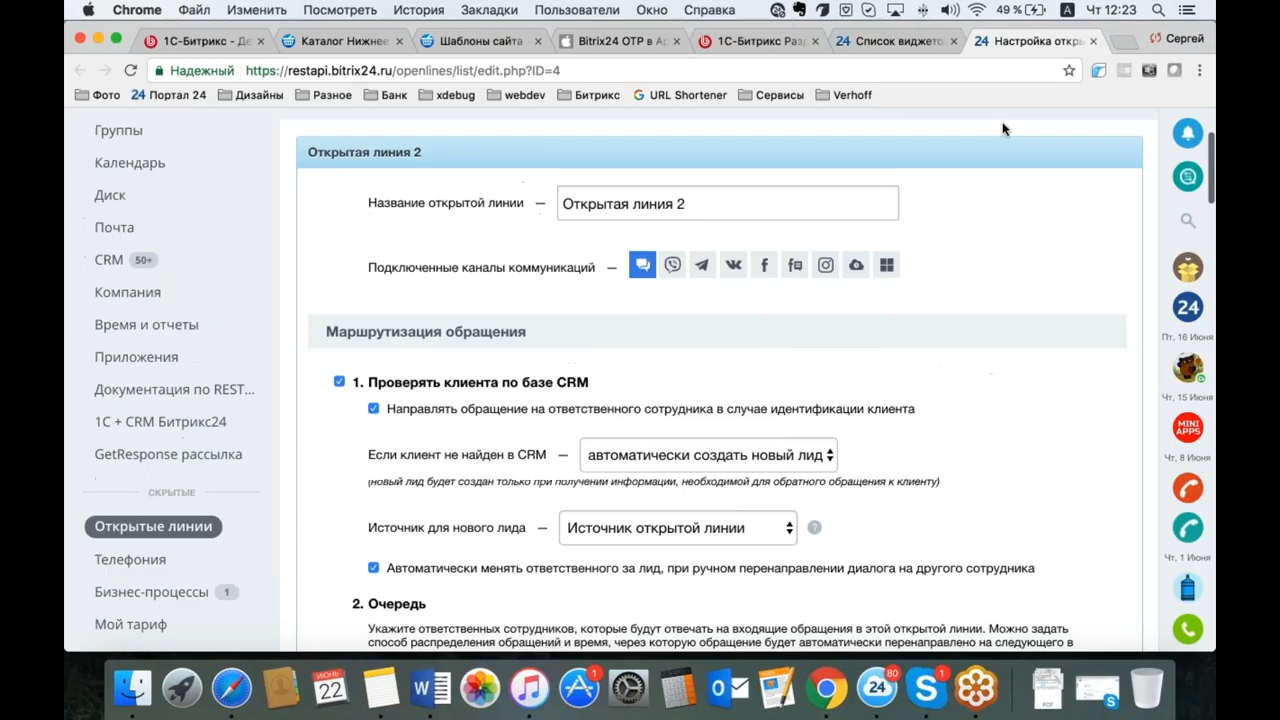 Chrome Файл Изменить Посмотреть История Закладки Пользователи Окно Справка 49 % A Чт 12:23
1С-Битрикс - Де
Каталог Нижнее
Шаблоны сайта
Bitrix24 OTP в Ap
1С-Битрикс Раз
24 Список виджето
24 Настройка откры
Сергей
Надежный https://restapi.bitrix24.ru/openlines/list/edit.php?ID=4
Фото 24 Портал 24 Дизайны Разное Банк xdebug webdev Битрикс URL Shortener Сервисы Verhoff
Группы
Календарь
Диск
Почта
CRM 50+
Компания
Время и отчеты
Приложения
Документация по REST...
1С + CRM Битрикс24
GetResponse рассылка
СКРЫТЫЕ
Открытые линии
Телефония
Бизнес-процессы 1
Мой тариф
Открытая линия 2
Название открытой линии — Открытая линия 2
Подключенные каналы коммуникаций —
Маршрутизация обращения
1. Проверять клиента по базе CRM
Направлять обращение на ответственного сотрудника в случае идентификации клиента
Если клиент не найден в CRM — автоматически создать новый лид
(новый лид будет создан только при получении информации, необходимой для обратного обращения к клиенту)
Источник для нового лида — Источник открытой линии ?
Автоматически менять ответственного за лид, при ручном перенаправлении диалога на другого сотрудника
2. Очередь
Укажите ответственных сотрудников, которые будут отвечать на входящие обращения в этой открытой линии. Можно задать
способ распределения обращений и время, через которую обращение будет автоматически перенаправлено на следующего в
24
Пт, 16 Июня
Чт, 15 Июня
MINI
APPS
Чт, 8 Июня
Чт, 1 Июня
ИЮНЬ
22
W
1
O
24
80
S
1
PDF
S